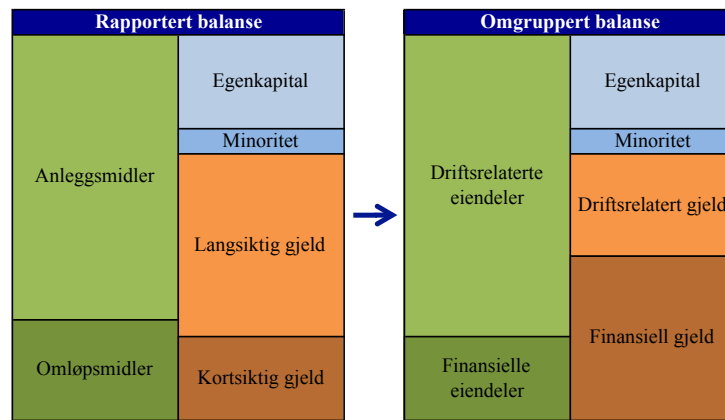 Rapportert balanse
Anleggsmidler
Omløpsmidler
Egenkapital
Minoritet
Langsiktig gjeld
Kortsiktig gjeld
Omgruppert balanse
Driftsrelaterte
eiendeler
Finansielle
eiendeler
Egenkapital
Minoritet
Driftsrelatert gjeld
Finansiell gjeld